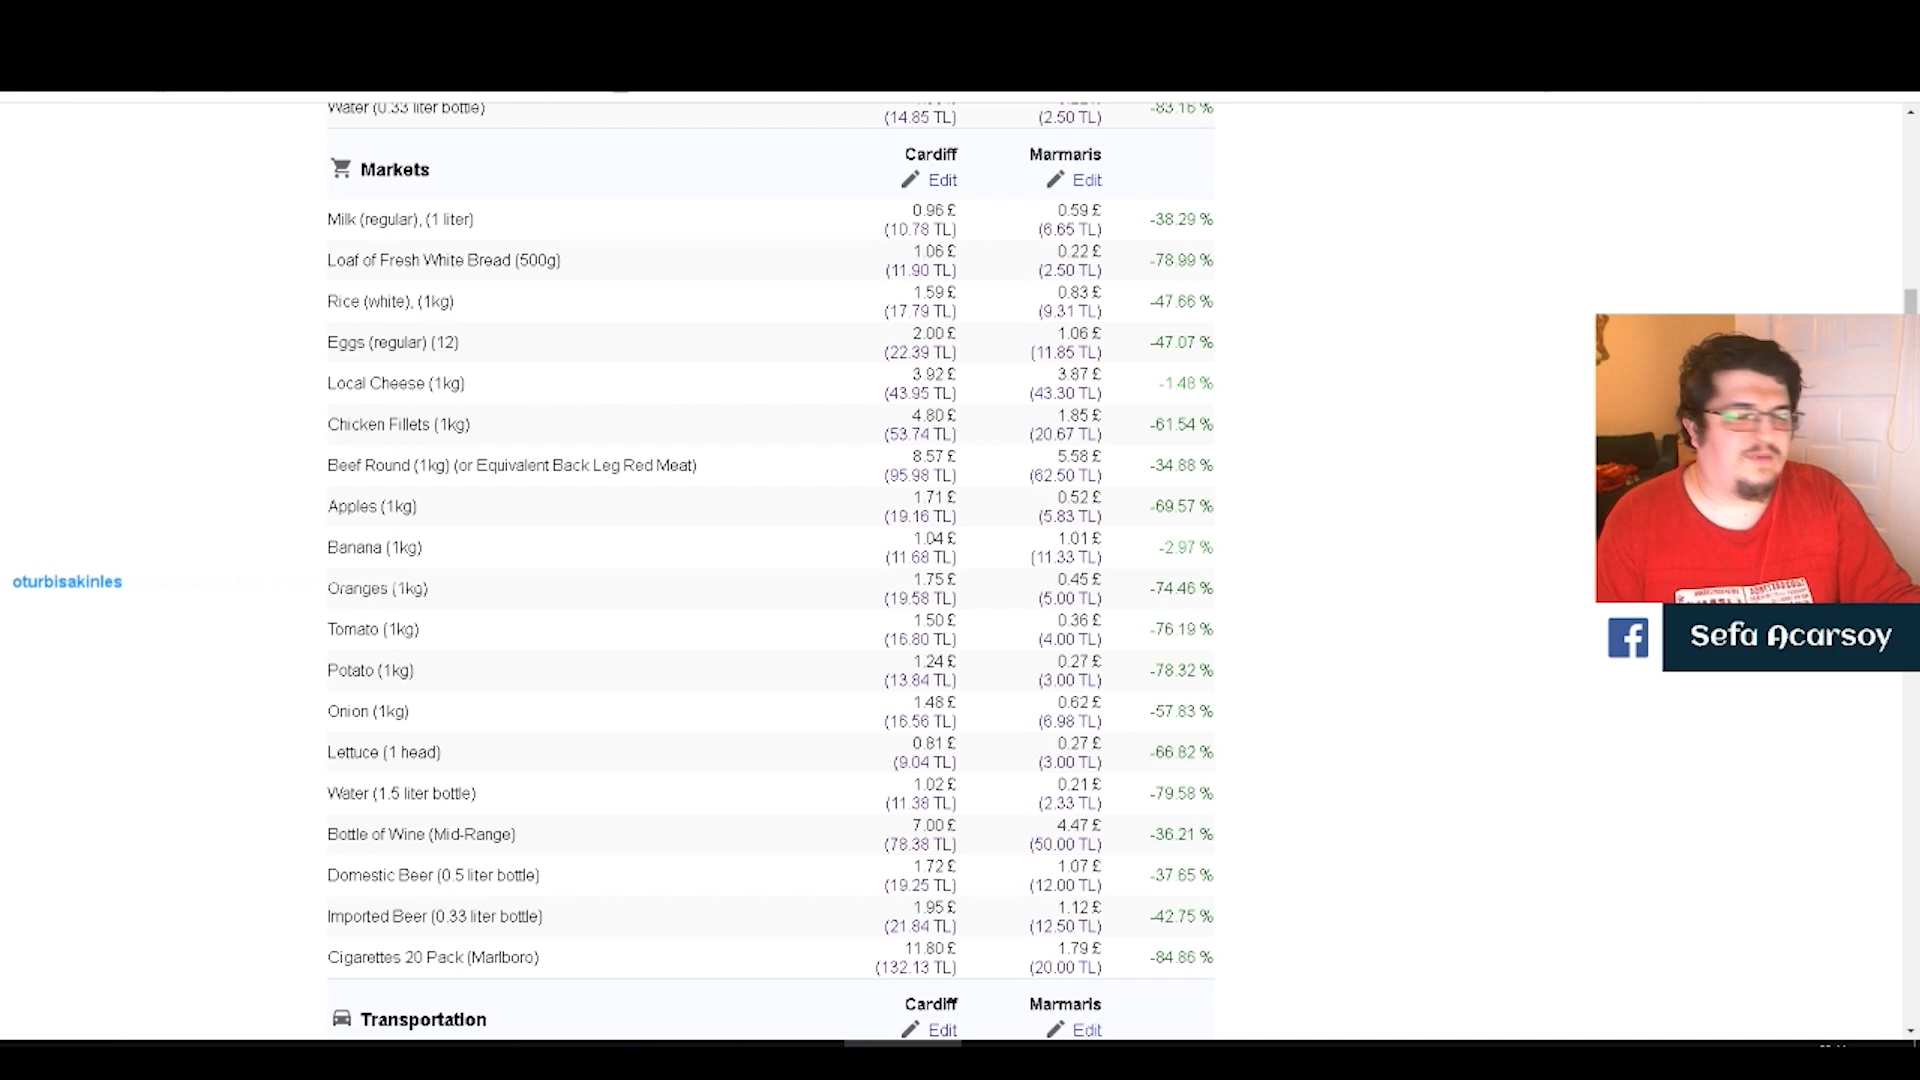 Water (0.33 liter bottle) -83.16 %
(14.85 TL) (2.50 TL)
Markets
Cardiff Marmaris
Edit Edit
Milk (regular), (1 liter) 0.96 £ (10.78 TL) 0.59 £ (6.65 TL) -38.29 %
Loaf of Fresh White Bread (500g) 1.06 £ (11.90 TL) 0.22 £ (2.50 TL) -78.99 %
Rice (white), (1kg) 1.59 £ (17.79 TL) 0.83 £ (9.31 TL) -47.66 %
Eggs (regular) (12) 2.00 £ (22.39 TL) 1.06 £ (11.85 TL) -47.07 %
Local Cheese (1kg) 3.92 £ (43.95 TL) 3.87 £ (43.30 TL) -1.48 %
Chicken Fillets (1kg) 4.80 £ (53.74 TL) 1.85 £ (20.67 TL) -61.54 %
Beef Round (1kg) (or Equivalent Back Leg Red Meat) 8.57 £ (95.98 TL) 5.58 £ (62.50 TL) -34.88 %
Apples (1kg) 1.71 £ (19.16 TL) 0.52 £ (5.83 TL) -69.57 %
Banana (1kg) 1.04 £ (11.68 TL) 1.01 £ (11.33 TL) -2.97 %
Oranges (1kg) 1.75 £ (19.58 TL) 0.45 £ (5.00 TL) -74.46 %
Tomato (1kg) 1.50 £ (16.80 TL) 0.36 £ (4.00 TL) -76.19 %
Potato (1kg) 1.24 £ (13.84 TL) 0.27 £ (3.00 TL) -78.32 %
Onion (1kg) 1.48 £ (16.56 TL) 0.62 £ (6.98 TL) -57.83 %
Lettuce (1 head) 0.81 £ (9.04 TL) 0.27 £ (3.00 TL) -66.82 %
Water (1.5 liter bottle) 1.02 £ (11.38 TL) 0.21 £ (2.33 TL) -79.58 %
Bottle of Wine (Mid-Range) 7.00 £ (78.38 TL) 4.47 £ (50.00 TL) -36.21 %
Domestic Beer (0.5 liter bottle) 1.72 £ (19.25 TL) 1.07 £ (12.00 TL) -37.65 %
Imported Beer (0.33 liter bottle) 1.95 £ (21.84 TL) 1.12 £ (12.50 TL) -42.75 %
Cigarettes 20 Pack (Marlboro) 11.80 £ (132.13 TL) 1.79 £ (20.00 TL) -84.86 %
Transportation
Cardiff Marmaris
Edit Edit
oturbisakinles
Sefa Acarsoy